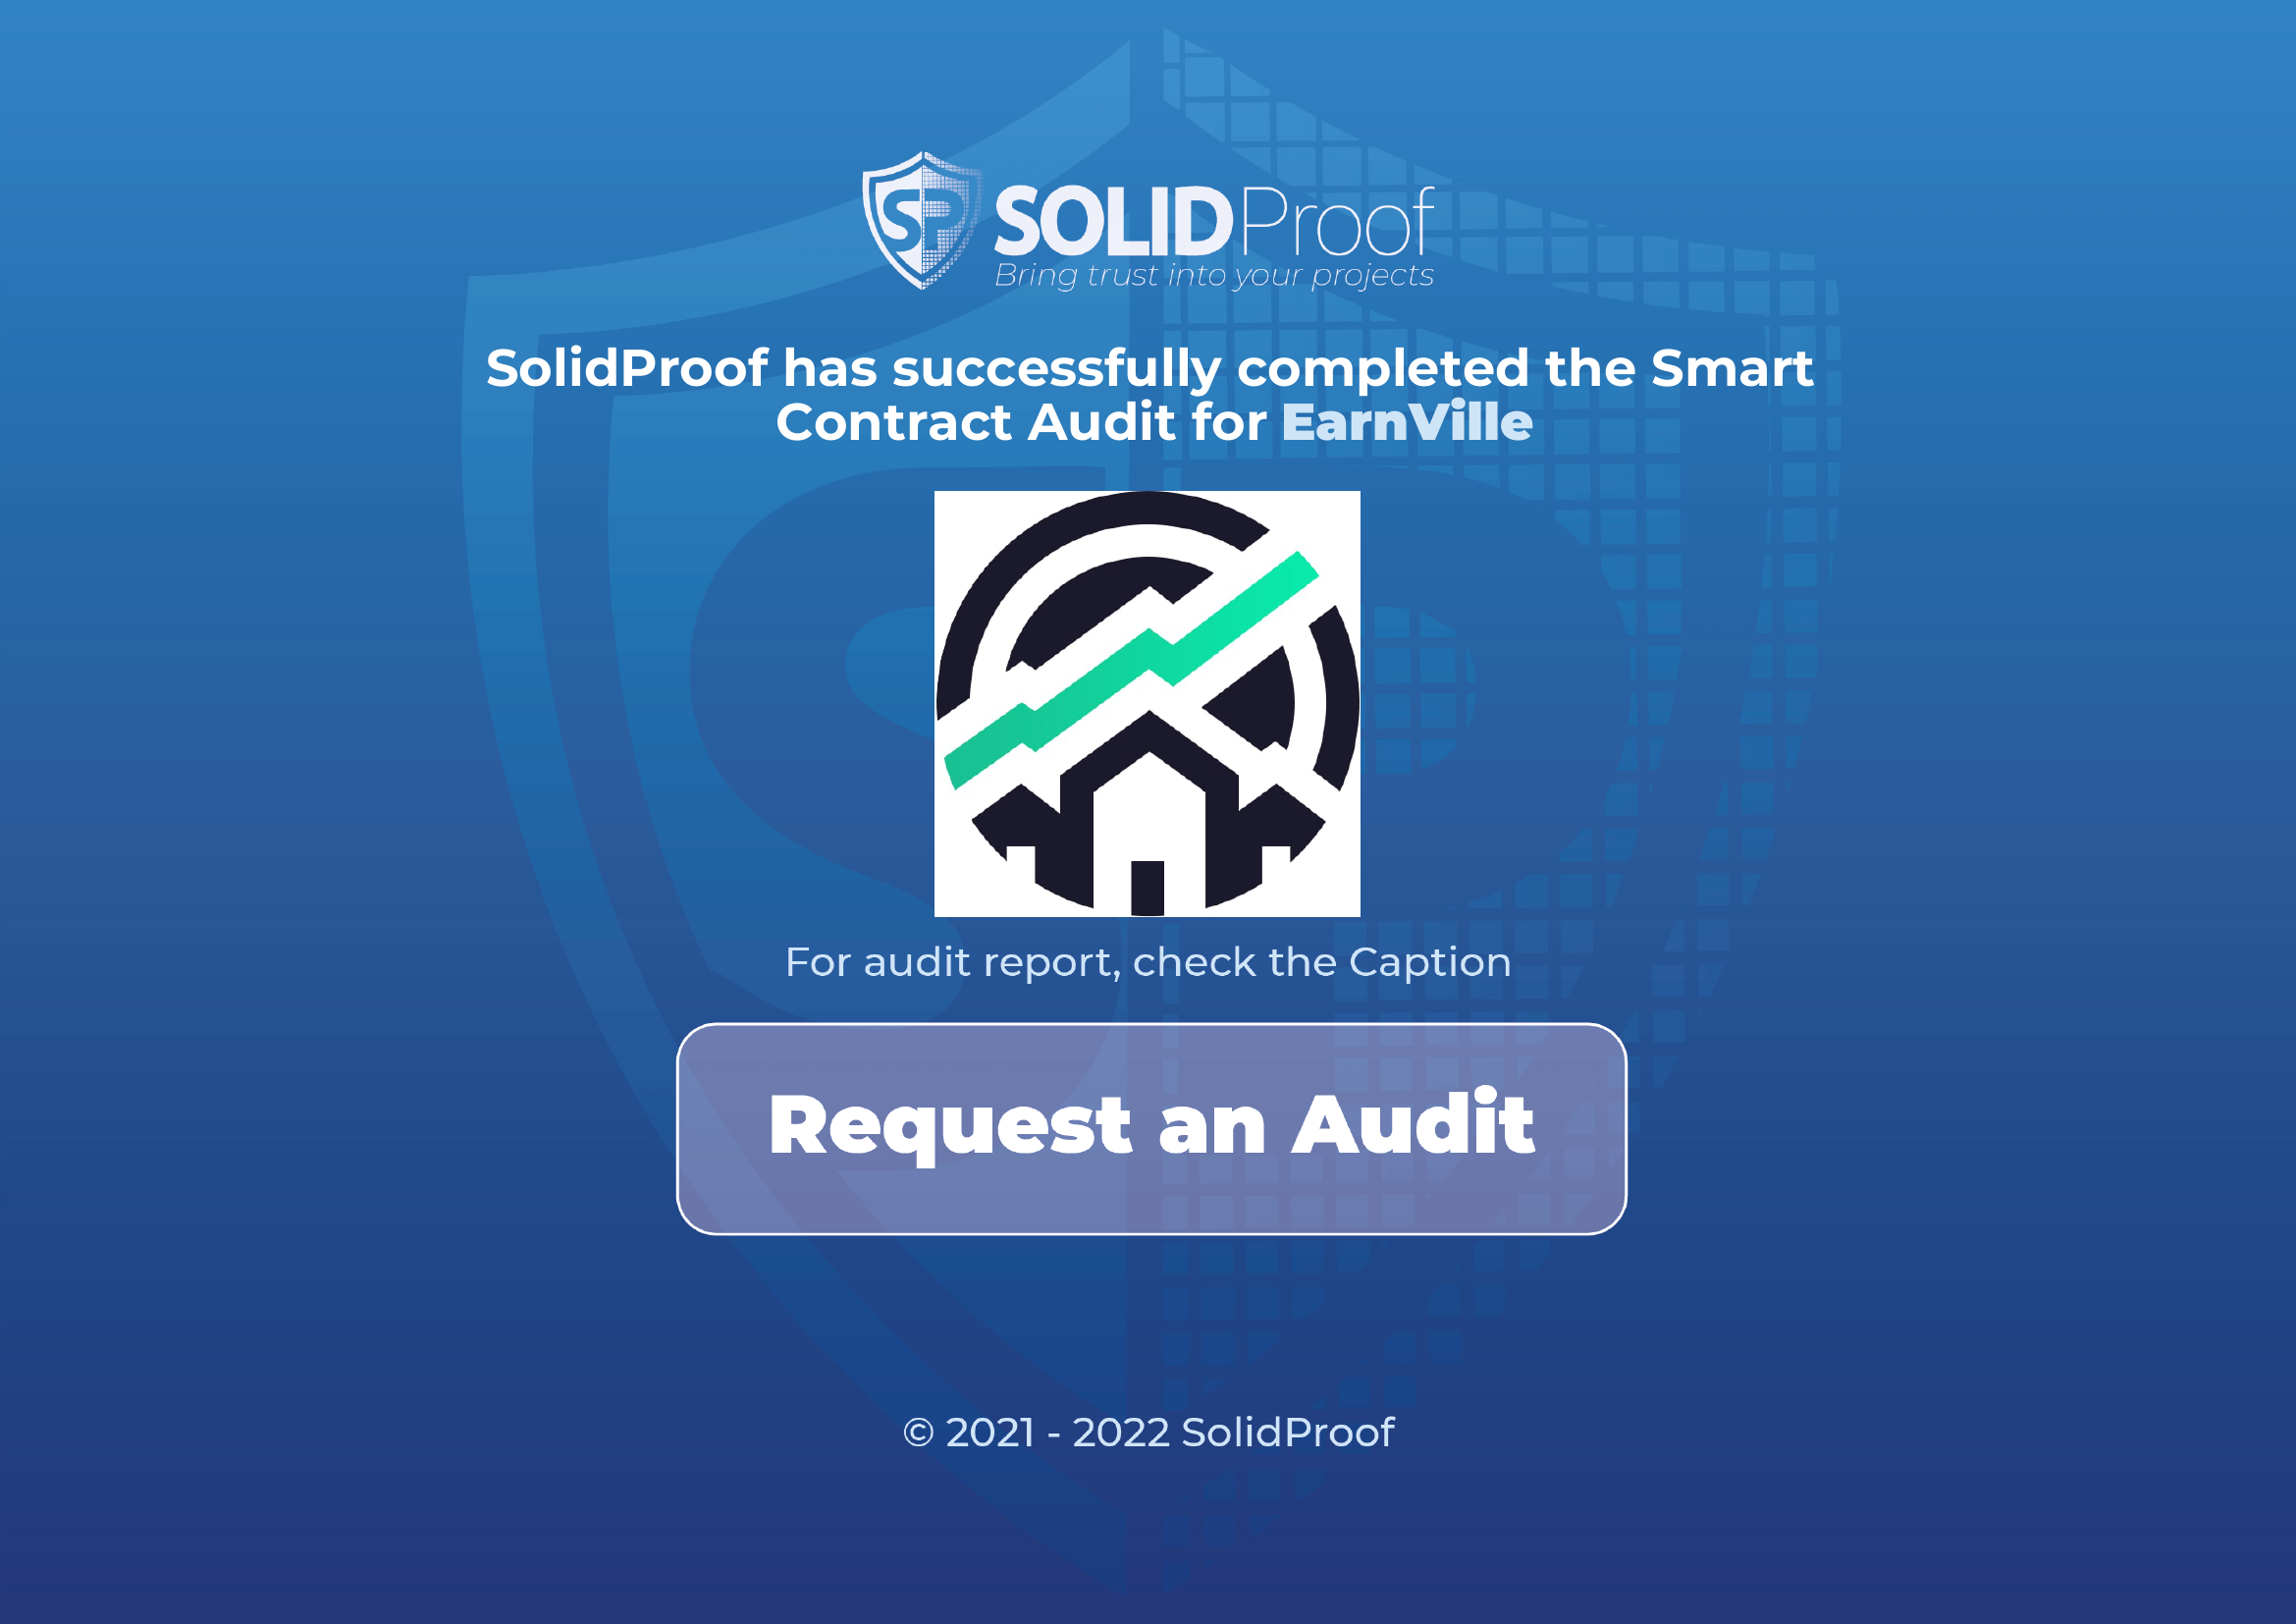 SP SOLIDProof
Bring trust into your projects
SolidProof has successfully completed the Smart
Contract Audit for EarnVille
For audit report, check the Caption
Request an Audit
© 2021 - 2022 SolidProof